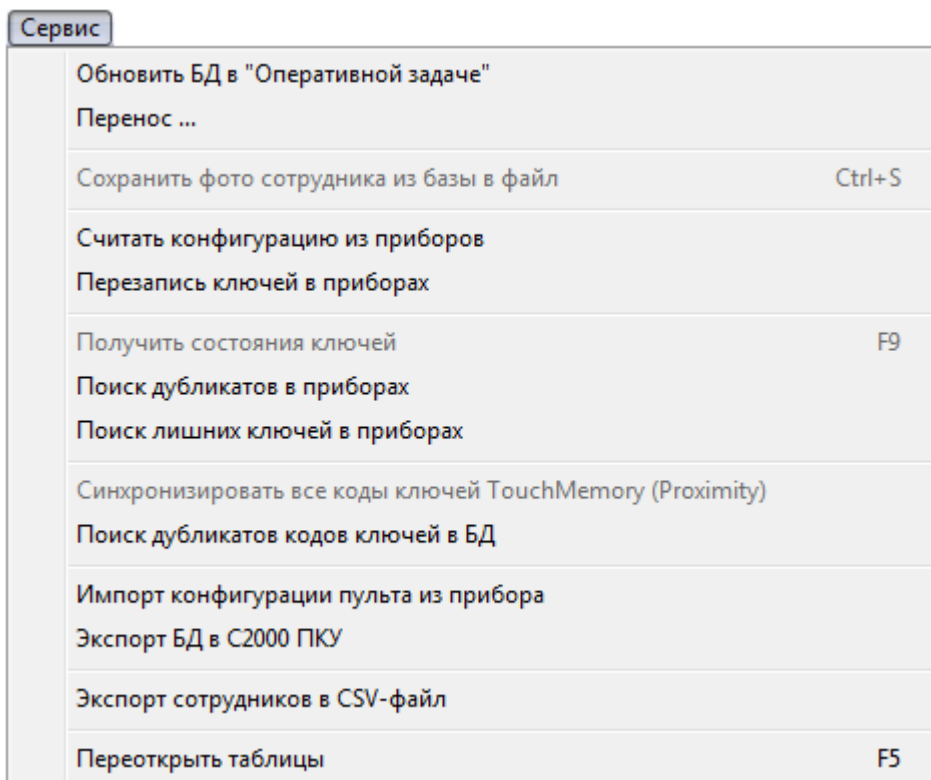 Сервис
Обновить БД в "Оперативной задаче"
Перенос ...
Сохранить фото сотрудника из базы в файл Ctrl+S
Считать конфигурацию из приборов
Перезапись ключей в приборах
Получить состояния ключей F9
Поиск дубликатов в приборах
Поиск лишних ключей в приборах
Синхронизировать все коды ключей TouchMemory (Proximity)
Поиск дубликатов кодов ключей в БД
Импорт конфигурации пульта из прибора
Экспорт БД в С2000 ПКУ
Экспорт сотрудников в CSV-файл
Переоткрыть таблицы F5